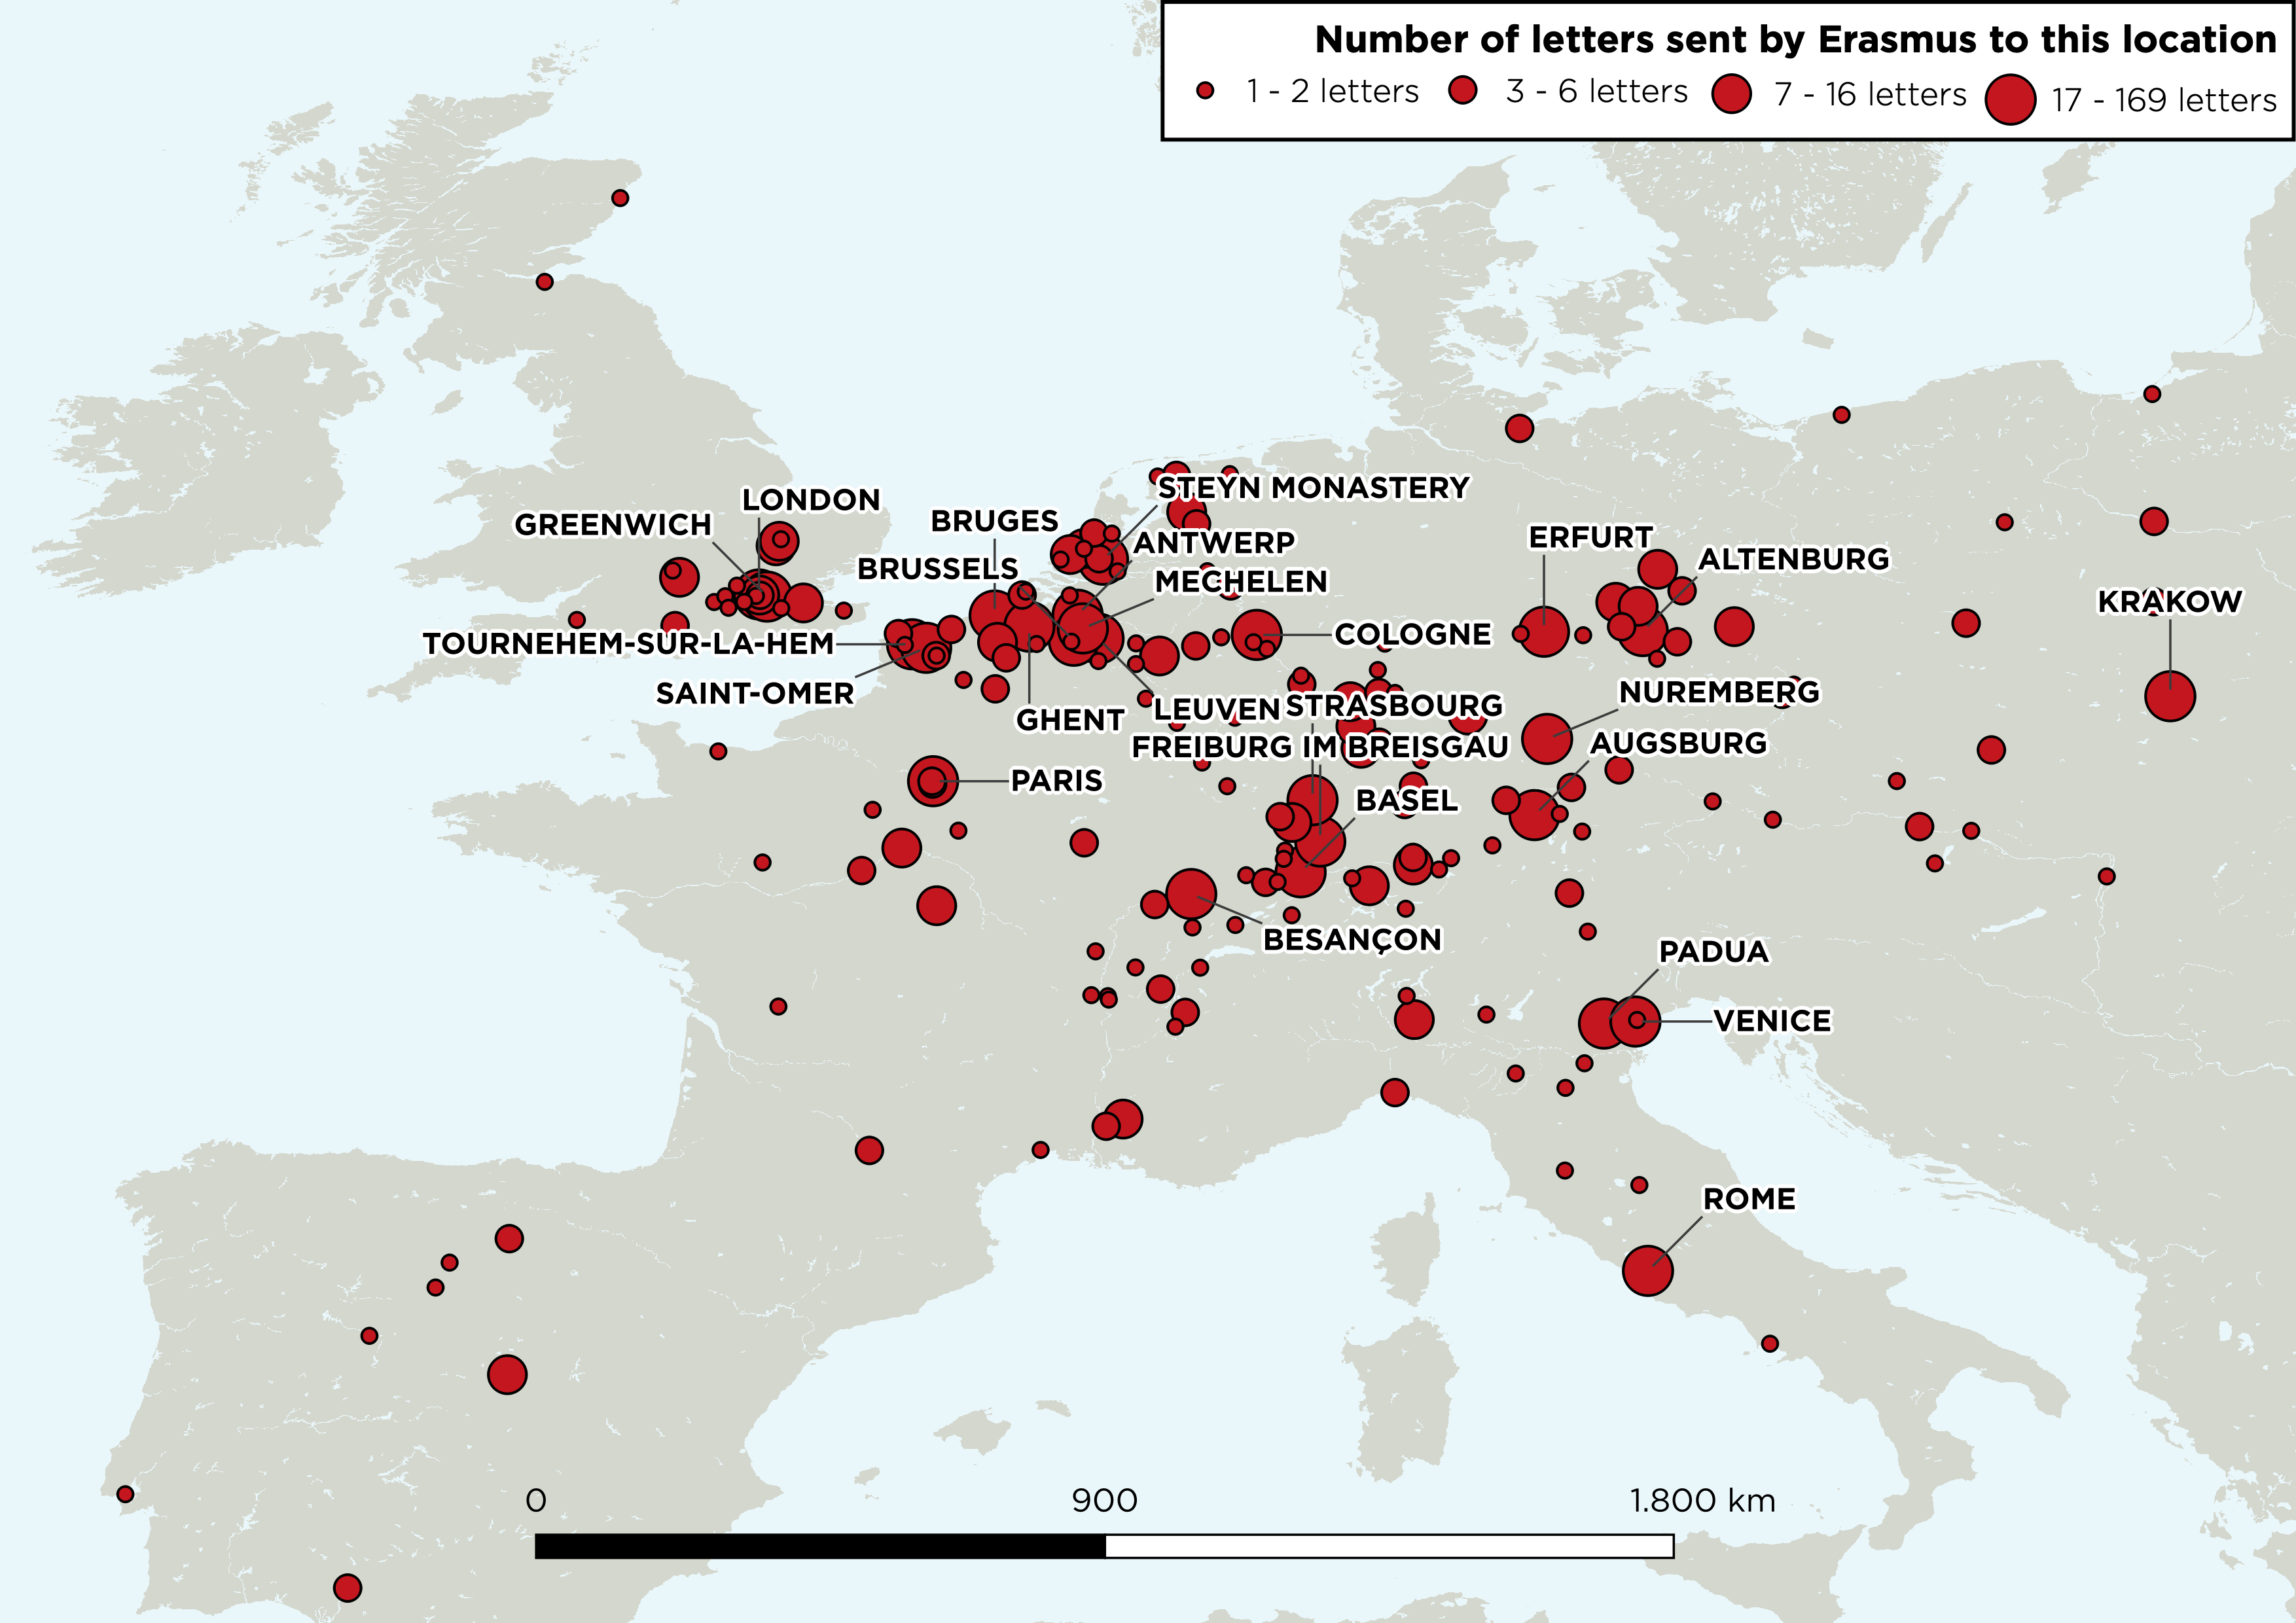 Number of letters sent by Erasmus to this location
1 - 2 letters
3 - 6 letters
7 - 16 letters
17 - 169 letters
STEYN MONASTERY
LONDON
GREENWICH
BRUGES
ANTWERP
ERFURT
ALTENBURG
BRUSSELS
MECHELEN
KRAKOW
TOURNEHEM-SUR-LA-HEM
COLOGNE
SAINT-OMER
NUREMBERG
GHENT
LEUVEN
STRASBOURG
FREIBURG IM BREISGAU
AUGSBURG
PARIS
BASEL
BESANÇON
PADUA
VENICE
ROME
0
900
1.800 km